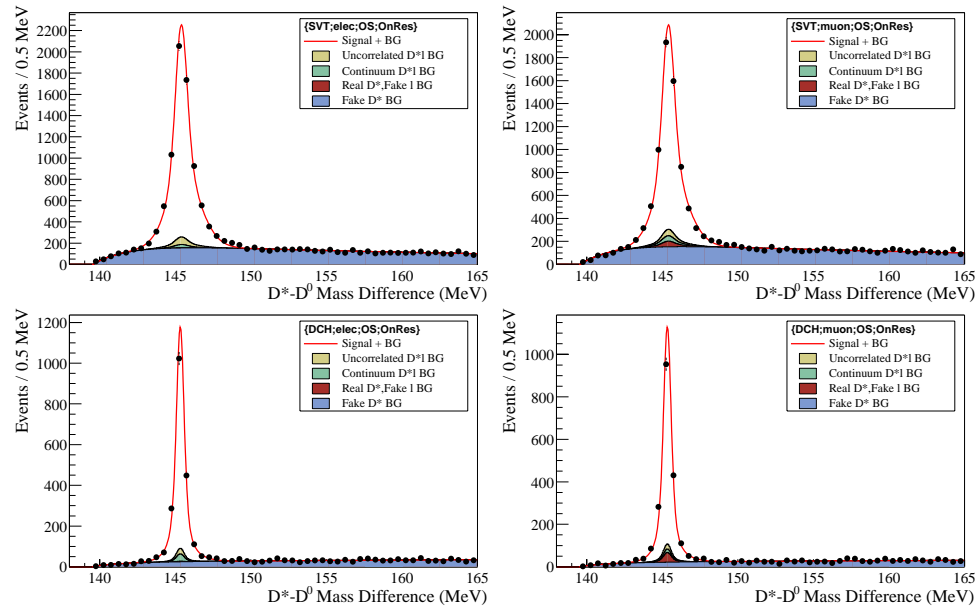 Events / 0.5 MeV
2200
2000
1800
1600
1400
1200
1000
800
600
400
200
0
{SVT;elec;OS;OnRes}
Signal + BG
Uncorrelated D*l BG
Continuum D*l BG
Real D*,Fake l BG
Fake D* BG
140 145 150 155 160 165
D*-D⁰ Mass Difference (MeV)
Events / 0.5 MeV
2000
1800
1600
1400
1200
1000
800
600
400
200
0
{SVT;muon;OS;OnRes}
Signal + BG
Uncorrelated D*l BG
Continuum D*l BG
Real D*,Fake l BG
Fake D* BG
140 145 150 155 160 165
D*-D⁰ Mass Difference (MeV)
Events / 0.5 MeV
1200
1000
800
600
400
200
0
{DCH;elec;OS;OnRes}
Signal + BG
Uncorrelated D*l BG
Continuum D*l BG
Real D*,Fake l BG
Fake D* BG
140 145 150 155 160 165
D*-D⁰ Mass Difference (MeV)
Events / 0.5 MeV
1000
800
600
400
200
0
{DCH;muon;OS;OnRes}
Signal + BG
Uncorrelated D*l BG
Continuum D*l BG
Real D*,Fake l BG
Fake D* BG
140 145 150 155 160 165
D*-D⁰ Mass Difference (MeV)